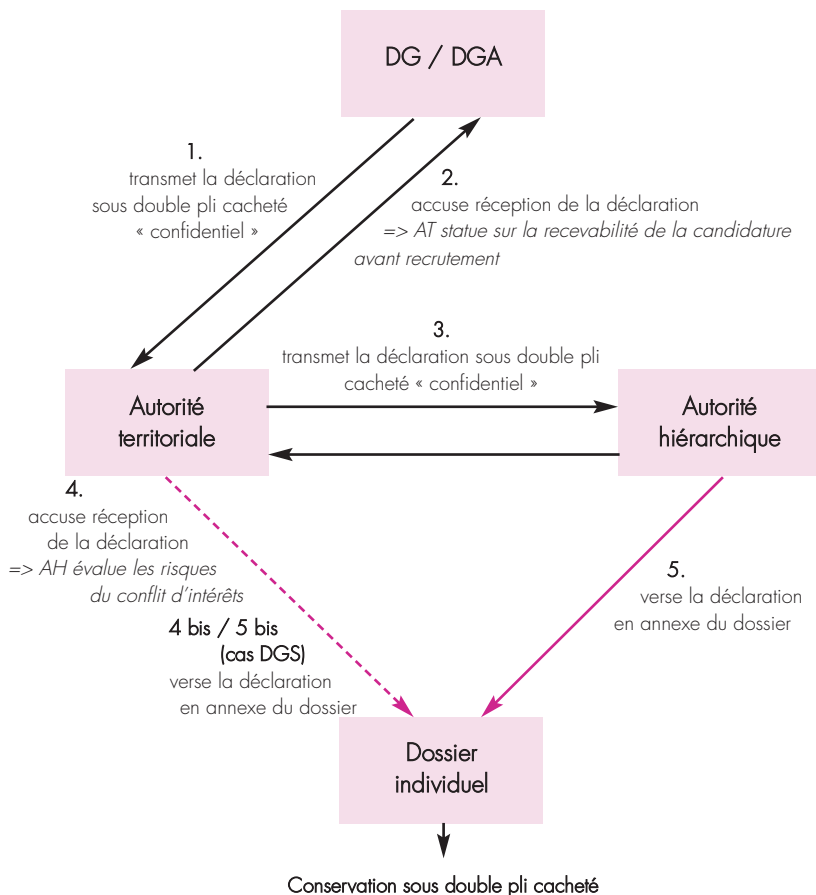 DG / DGA
1.
transmet la déclaration
sous double pli cacheté
« confidentiel »
2.
accuse réception de la déclaration
=> AT statue sur la recevabilité de la candidature
avant recrutement
3.
transmet la déclaration sous double pli
cacheté « confidentiel »
Autorité
territoriale
Autorité
hiérarchique
4.
accuse réception
de la déclaration
=> AH évalue les risques
du conflit d’intérêts
5.
verse la déclaration
en annexe du dossier
4 bis / 5 bis
(cas DGS)
verse la déclaration
en annexe du dossier
Dossier
individuel
Conservation sous double pli cacheté